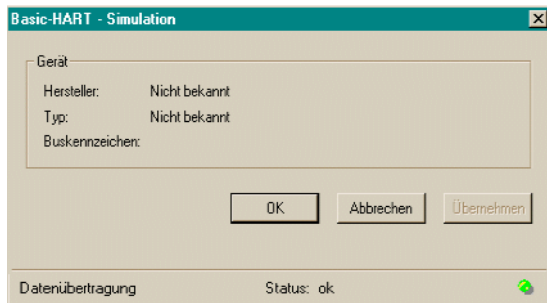 Basic-HART - Simulation
Gerät
Hersteller: Nicht bekannt
Typ: Nicht bekannt
Buskennzeichen:
OK Abbrechen Übernehmen
Datenübertragung Status: ok